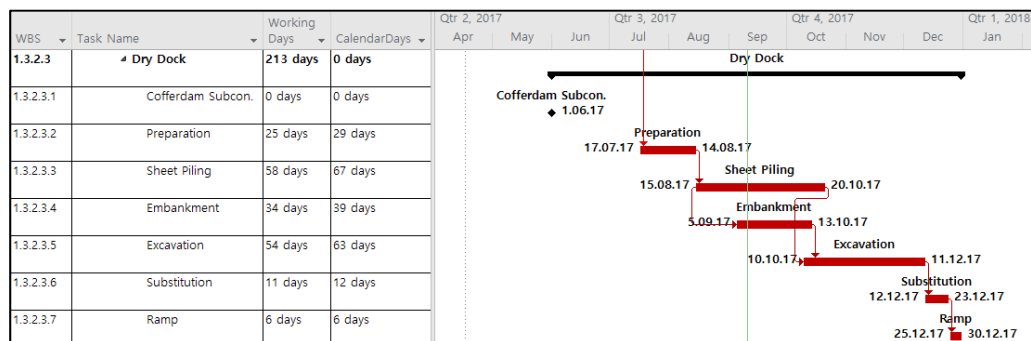 Qtr 2, 2017 Qtr 3, 2017 Qtr 4, 2017 Qtr 1, 2018
WBS Task Name Working Days CalendarDays Apr May Jun Jul Aug Sep Oct Nov Dec Jan
1.3.2.3 Dry Dock 213 days 0 days Dry Dock
1.3.2.3.1 Cofferdam Subcon. 0 days 0 days Cofferdam Subcon.
1.06.17
1.3.2.3.2 Preparation 25 days 29 days Preparation
17.07.17 14.08.17
1.3.2.3.3 Sheet Piling 58 days 67 days Sheet Piling
15.08.17 20.10.17
1.3.2.3.4 Embankment 34 days 39 days Embankment
5.09.17 13.10.17
1.3.2.3.5 Excavation 54 days 63 days Excavation
10.10.17 11.12.17
1.3.2.3.6 Substitution 11 days 12 days Substitution
12.12.17 23.12.17
1.3.2.3.7 Ramp 6 days 6 days Ramp
25.12.17 30.12.17